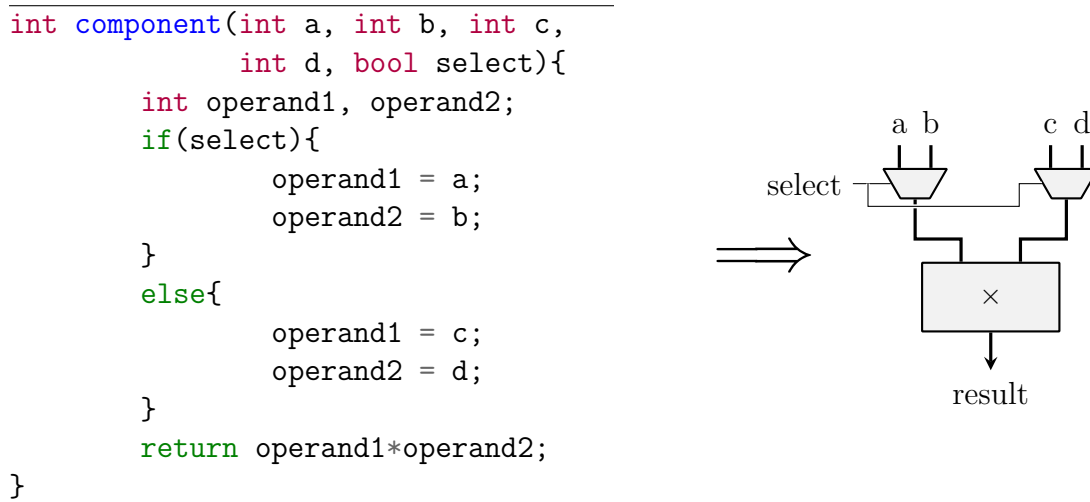 int component(int a, int b, int c,
int d, bool select){
int operand1, operand2;
if(select){
operand1 = a;
operand2 = b;
}
else{
operand1 = c;
operand2 = d;
}
return operand1*operand2;
}
a b c d
select
×
result